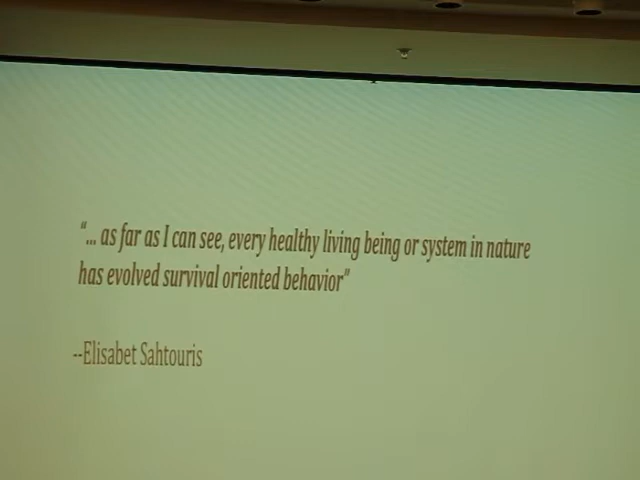 “... as far as I can see, every healthy living being or system in nature
has evolved survival oriented behavior”
--Elisabet Sahtouris